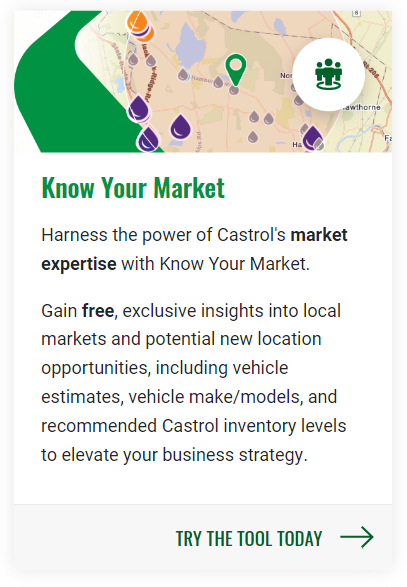 Know Your Market
Harness the power of Castrol's market
expertise with Know Your Market.
Gain free, exclusive insights into local
markets and potential new location
opportunities, including vehicle
estimates, vehicle make/models, and
recommended Castrol inventory levels
to elevate your business strategy.
TRY THE TOOL TODAY